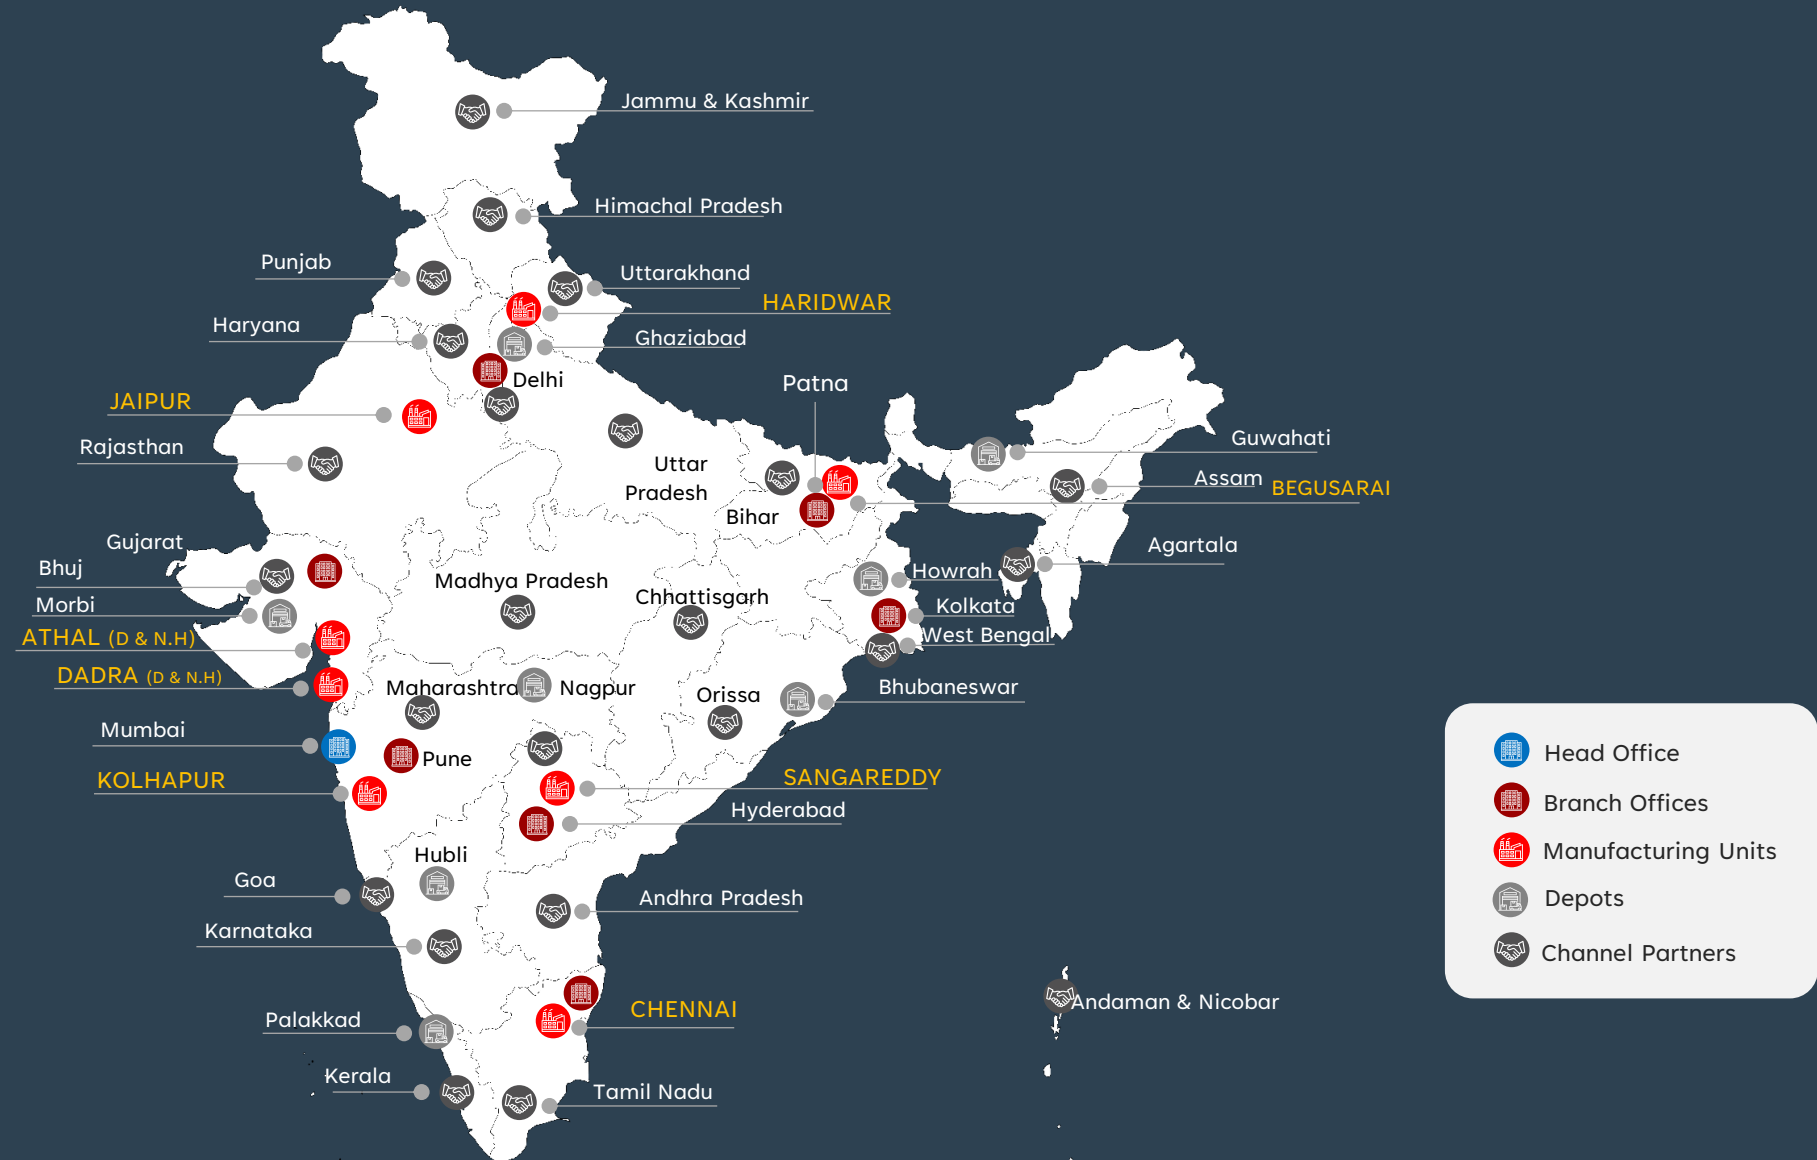 Jammu & Kashmir
Himachal Pradesh
Punjab
Uttarakhand
HARIDWAR
Haryana
Ghaziabad
Delhi
Patna
JAIPUR
Rajasthan
Guwahati
Uttar
Pradesh
Assam
BEGUSARAI
Bihar
Gujarat
Agartala
Bhuj
Howrah
Madhya Pradesh
Chhattisgarh
Morbi
Kolkata
ATHAL (D & N.H)
West Bengal
DADRA (D & N.H)
Maharashtra
Nagpur
Orissa
Bhubaneswar
Mumbai
Pune
KOLHAPUR
SANGAREDDY
Hyderabad
Hubli
Goa
Andhra Pradesh
Karnataka
Andaman & Nicobar
CHENNAI
Palakkad
Kerala
Tamil Nadu
Head Office
Branch Offices
Manufacturing Units
Depots
Channel Partners